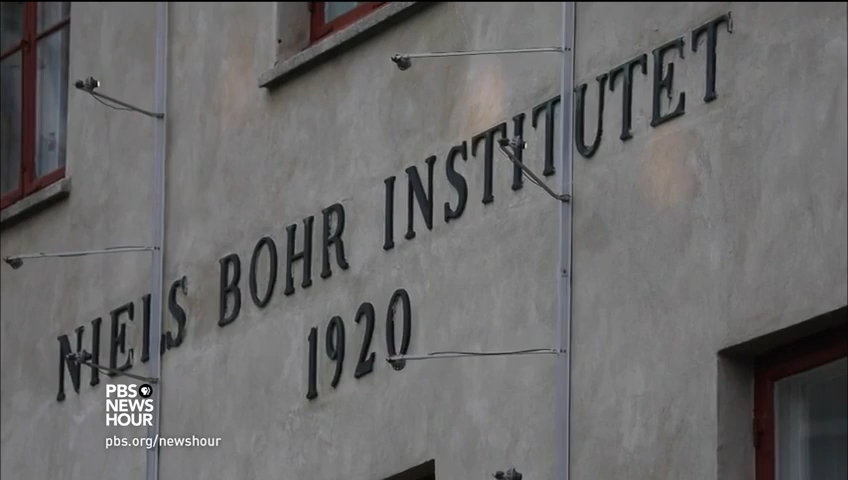 NIELS BOHR INSTITUTET
1920
PBS
NEWS
HOUR
pbs.org/newshour